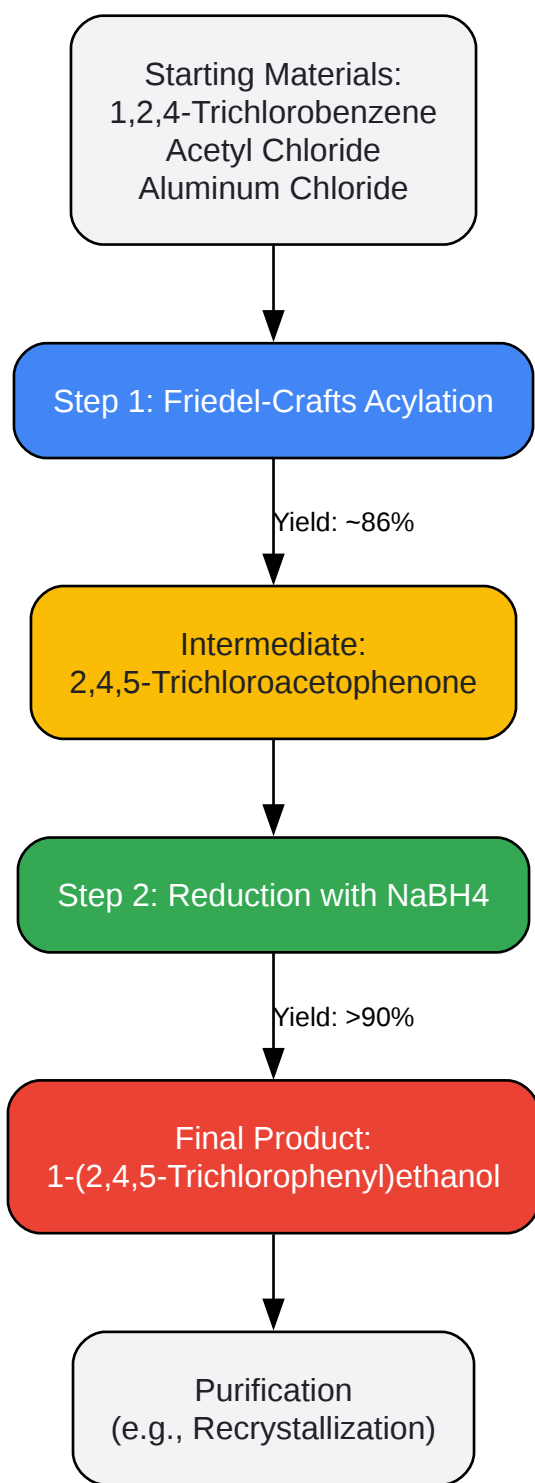 Starting Materials:
1,2,4-Trichlorobenzene
Acetyl Chloride
Aluminum Chloride
Step 1: Friedel-Crafts Acylation
Yield: ~86%
Intermediate:
2,4,5-Trichloroacetophenone
Step 2: Reduction with NaBH4
Yield: >90%
Final Product:
1-(2,4,5-Trichlorophenyl)ethanol
Purification
(e.g., Recrystallization)